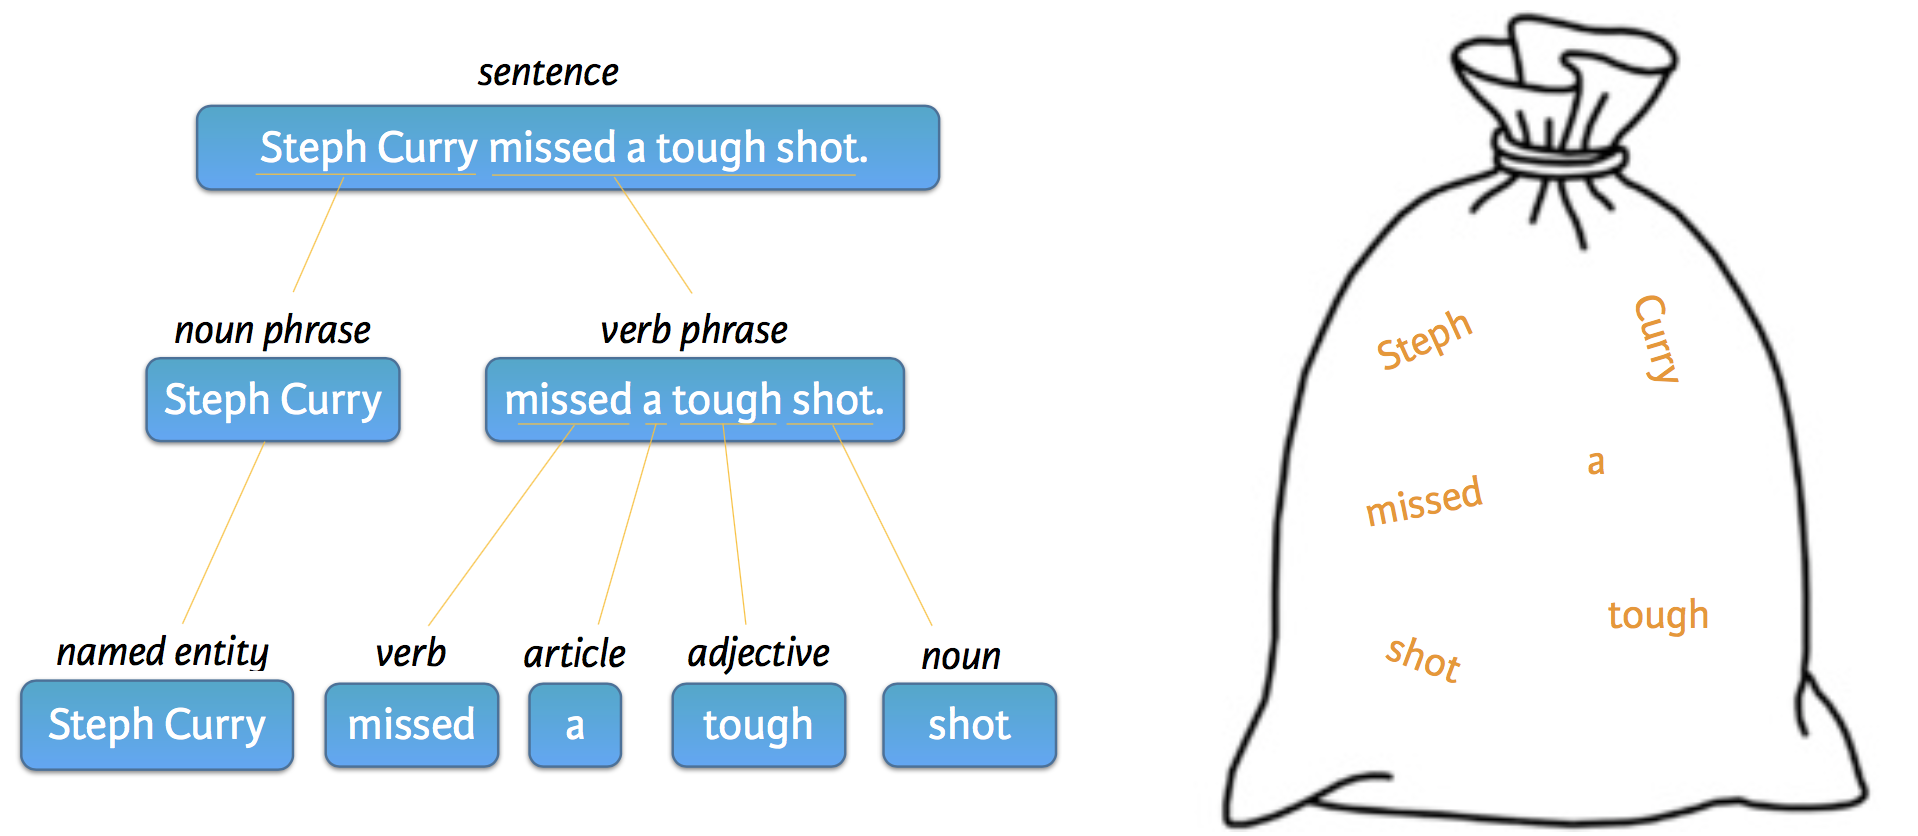 sentence
Steph Curry missed a tough shot.
noun phrase
verb phrase
Steph Curry
missed a tough shot.
named entity
verb
article
adjective
noun
Steph Curry
missed
a
tough
shot
Steph
Curry
a
missed
tough
shot